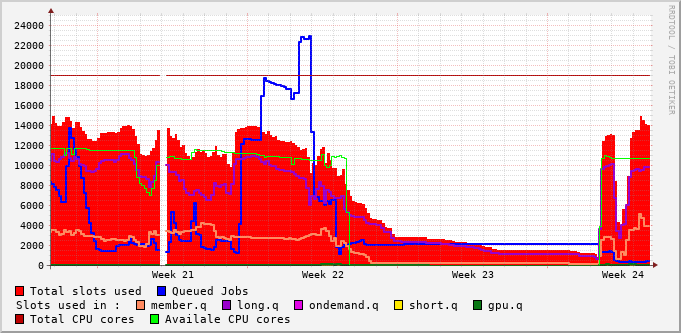 RRDTOOL / TOBI OETIKER
24000
22000
20000
18000
16000
14000
12000
10000
8000
6000
4000
2000
0
Week 21 Week 22 Week 23 Week 24
Total slots used Queued Jobs
Slots used in : member.q long.q ondemand.q short.q gpu.q
Total CPU cores Availale CPU cores